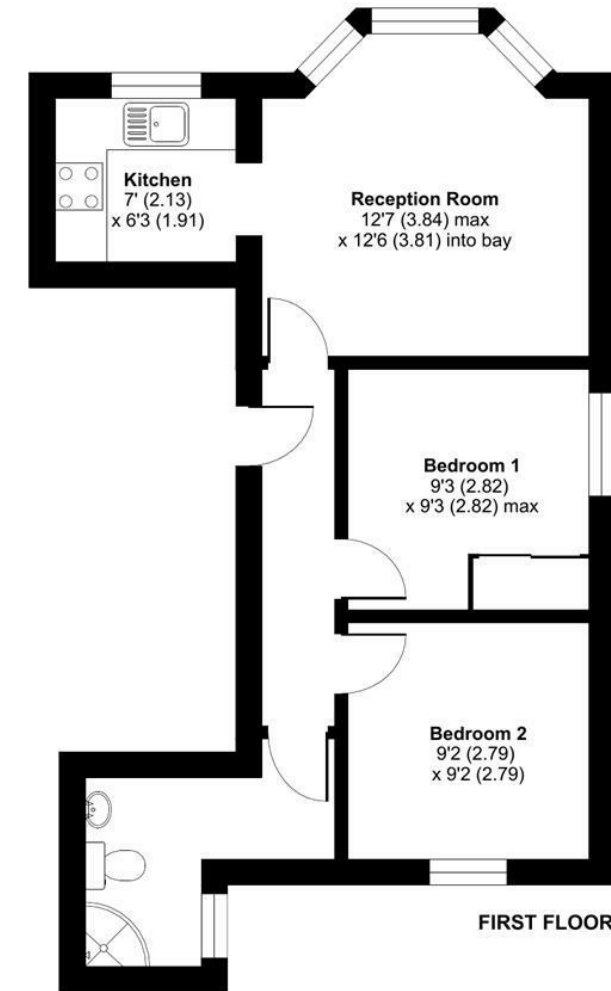 Kitchen
7' (2.13)
x 6'3 (1.91)
Reception Room
12'7 (3.84) max
x 12'6 (3.81) into bay
Bedroom 1
9'3 (2.82)
x 9'3 (2.82) max
Bedroom 2
9'2 (2.79)
x 9'2 (2.79)
FIRST FLOOR